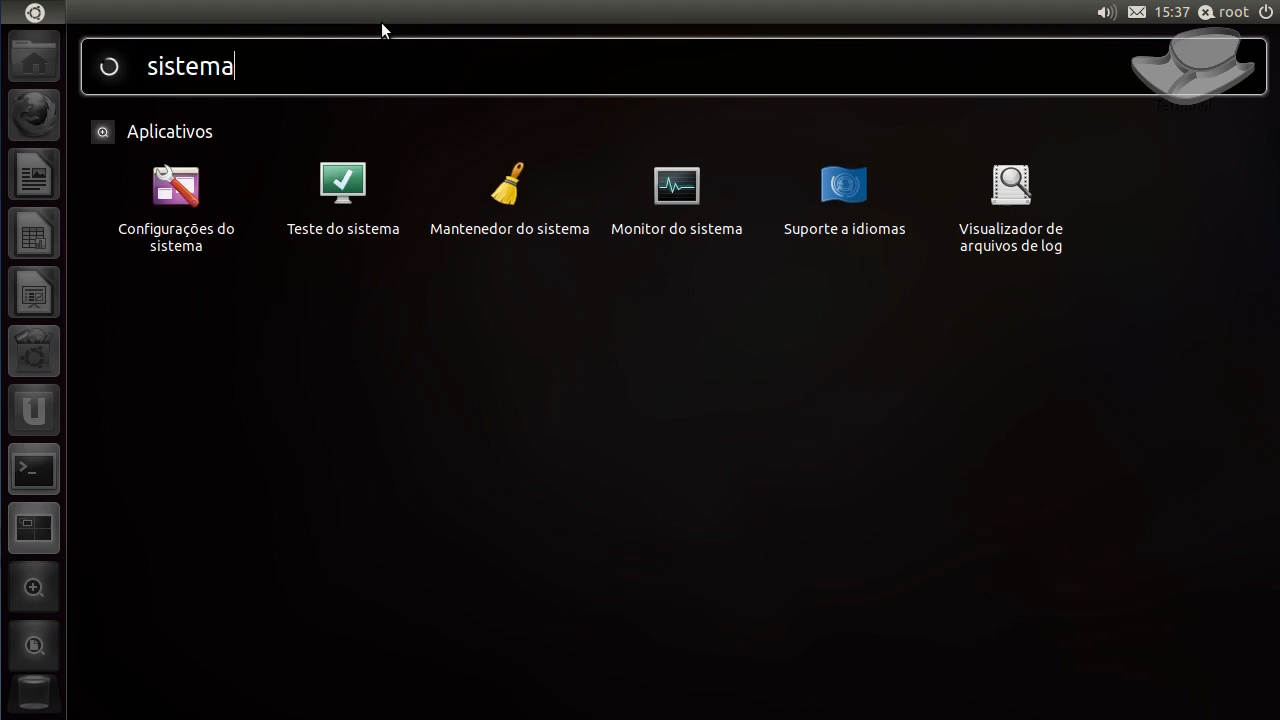 15:37 root
sistema
Aplicativos
Configurações do
sistema
Teste do sistema
Mantenedor do sistema
Monitor do sistema
Suporte a idiomas
Visualizador de
arquivos de log